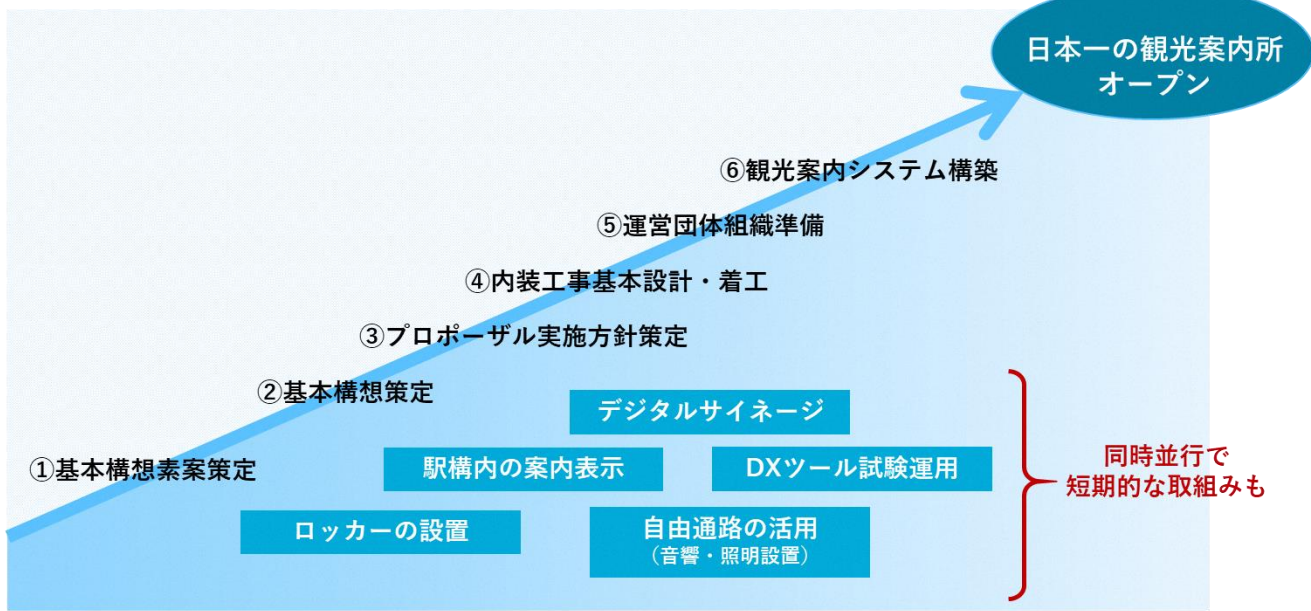 日本一の観光案内所
オープン
⑥観光案内システム構築
⑤運営団体組織準備
④内装工事基本設計・着工
③プロポーザル実施方針策定
②基本構想策定
①基本構想素案策定
デジタルサイネージ
駅構内の案内表示
DXツール試験運用
ロッカーの設置
自由通路の活用
（音響・照明設置）
同時並行で
短期的な取組みも